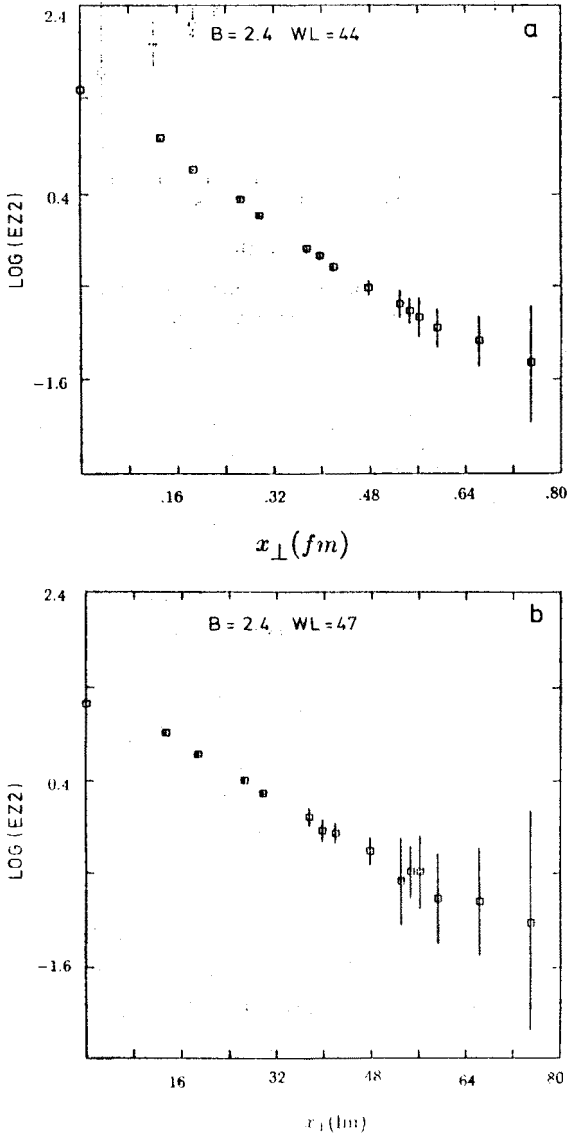 2.4
a
B = 2.4 WL = 44
LOG(EZ2)
0.4
−1.6
.16 .32 .48 .64 .80
x⊥(fm)
2.4
b
B = 2.4 WL = 47
LOG(EZ2)
0.4
−1.6
16 32 48 64 80
x⊥(fm)